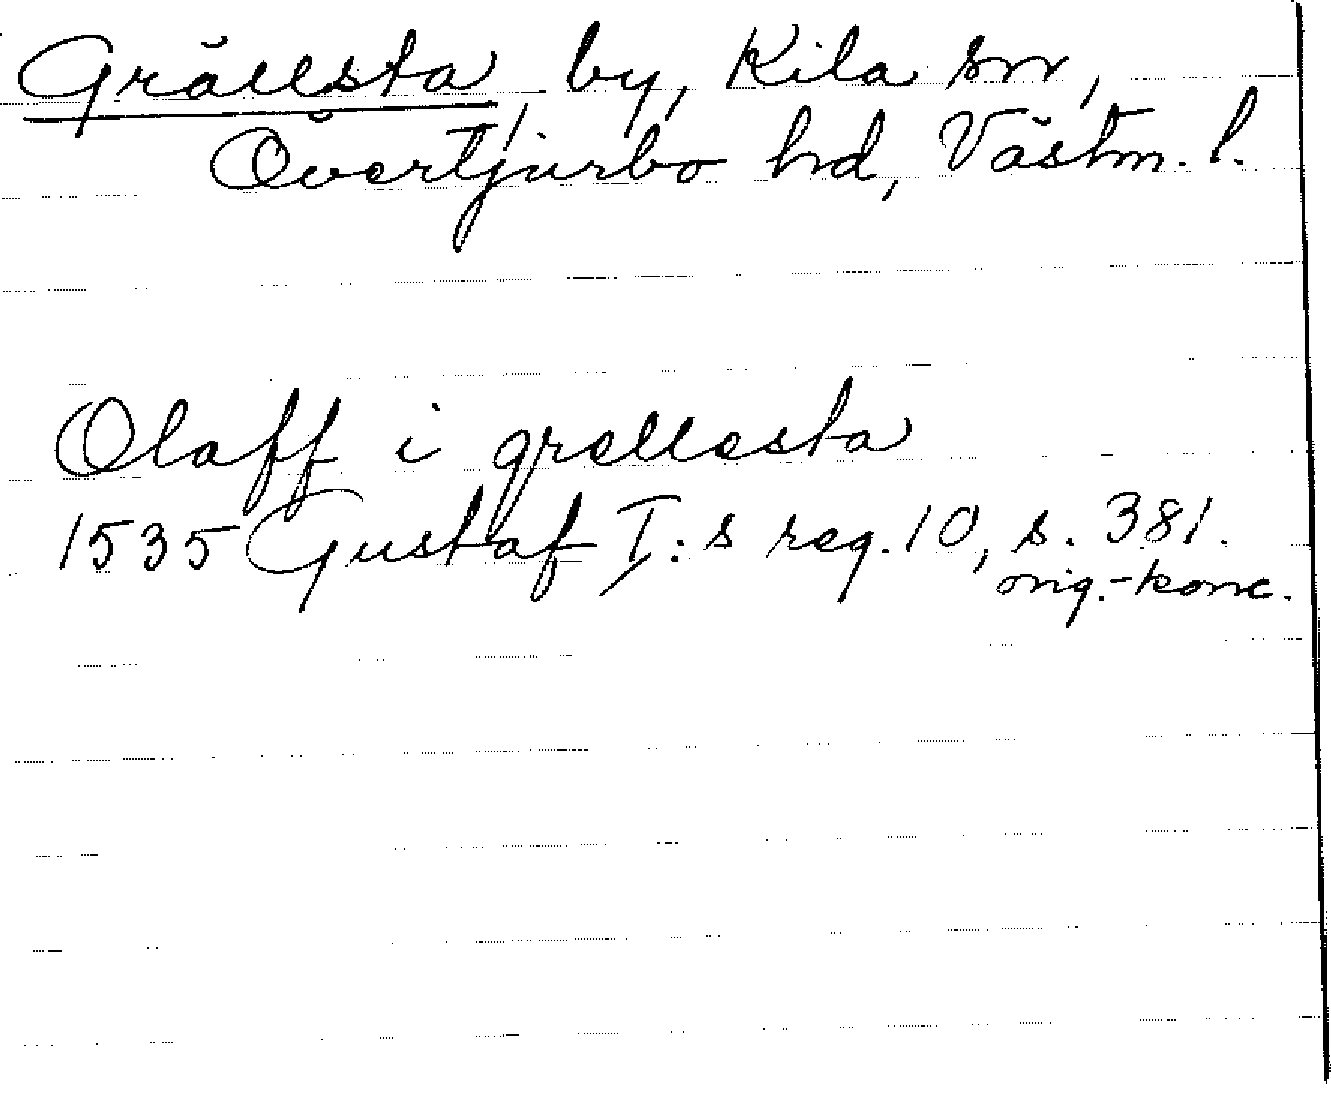 Grällsta, by, Kila sn,
Övertjurbo hd, Västm. l.
Olaff i grellesta
1535 Gustaf I:s reg. 10, s. 381.
orig.-konc.